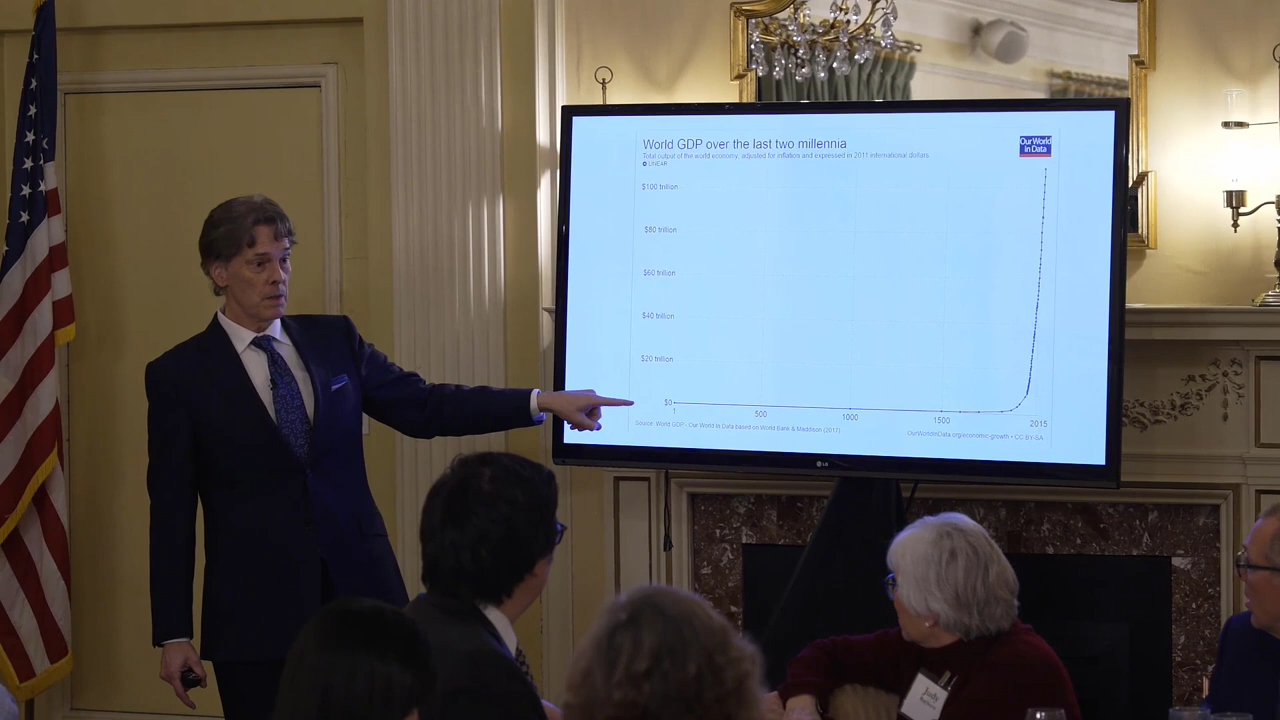 World GDP over the last two millennia
Total output of the world economy; adjusted for inflation and expressed in 2011 international dollars.
LINEAR
Our World
in Data
$100 trillion
$80 trillion
$60 trillion
$40 trillion
$20 trillion
$0
1
500
1000
1500
2015
Source: World GDP - Our World In Data based on World Bank & Maddison (2017)
OurWorldInData.org/economic-growth • CC BY-SA
LG
Judy